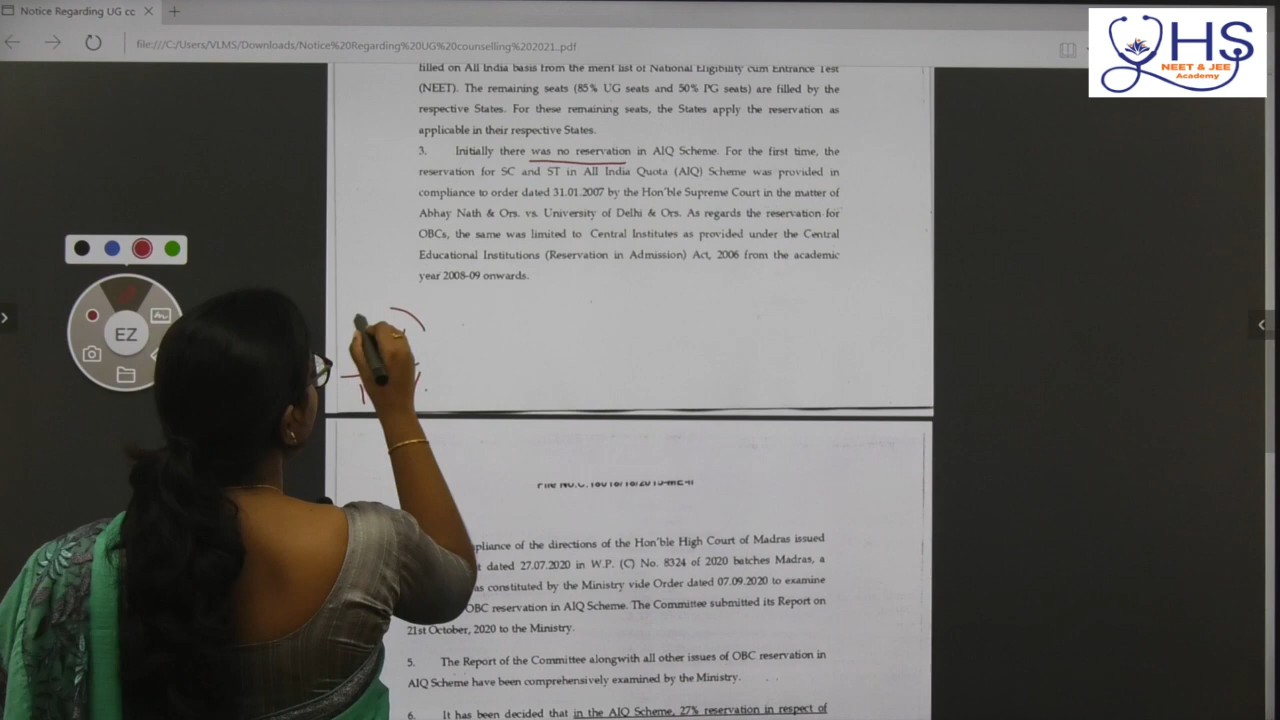 Notice Regarding UG cc
file:///C:/Users/VLMS/Downloads/Notice%20Regarding%20UG%20counselling%202021..pdf
HS
NEET & JEE
Academy
filled on All India basis from the merit list of National Eligibility cum Entrance Test
(NEET). The remaining seats (85% UG seats and 50% PG seats) are filled by the
respective States. For these remaining seats, the States apply the reservation as
applicable in their respective States.
3. Initially there was no reservation in AIQ Scheme. For the first time, the
reservation for SC and ST in All India Quota (AIQ) Scheme was provided in
compliance to order dated 31.01.2007 by the Hon'ble Supreme Court in the matter of
Abhay Nath & Ors. vs. University of Delhi & Ors. As regards the reservation for
OBCs, the same was limited to Central Institutes as provided under the Central
Educational Institutions (Reservation in Admission) Act, 2006 from the academic
year 2008-09 onwards.
EZ
pliance of the directions of the Hon'ble High Court of Madras issued
t dated 27.07.2020 in W.P. (C) No. 8324 of 2020 batches Madras, a
as constituted by the Ministry vide Order dated 07.09.2020 to examine
OBC reservation in AIQ Scheme. The Committee submitted its Report on
21st October, 2020 to the Ministry.
5. The Report of the Committee alongwith all other issues of OBC reservation in
AIQ Scheme have been comprehensively examined by the Ministry.
6. It has been decided that in the AIQ Scheme, 27% reservation in respect of